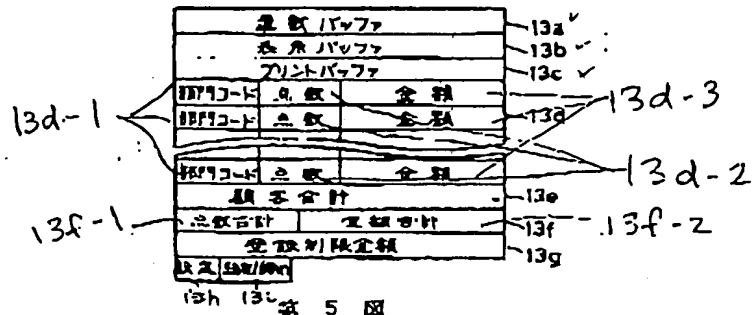 置数バッファ 13a ✓
表示バッファ 13b ✓
プリントバッファ 13c ✓
部門コード 点数 金額 13d-3
13d-1 部門コード 点数 金額 13d
部門コード 点数 金額 13d-2
顧客合計 13e
13f-1 点数合計 金額合計 13f 13f-2
登録制限金額 13g
設定
13h 13i
第 5 図